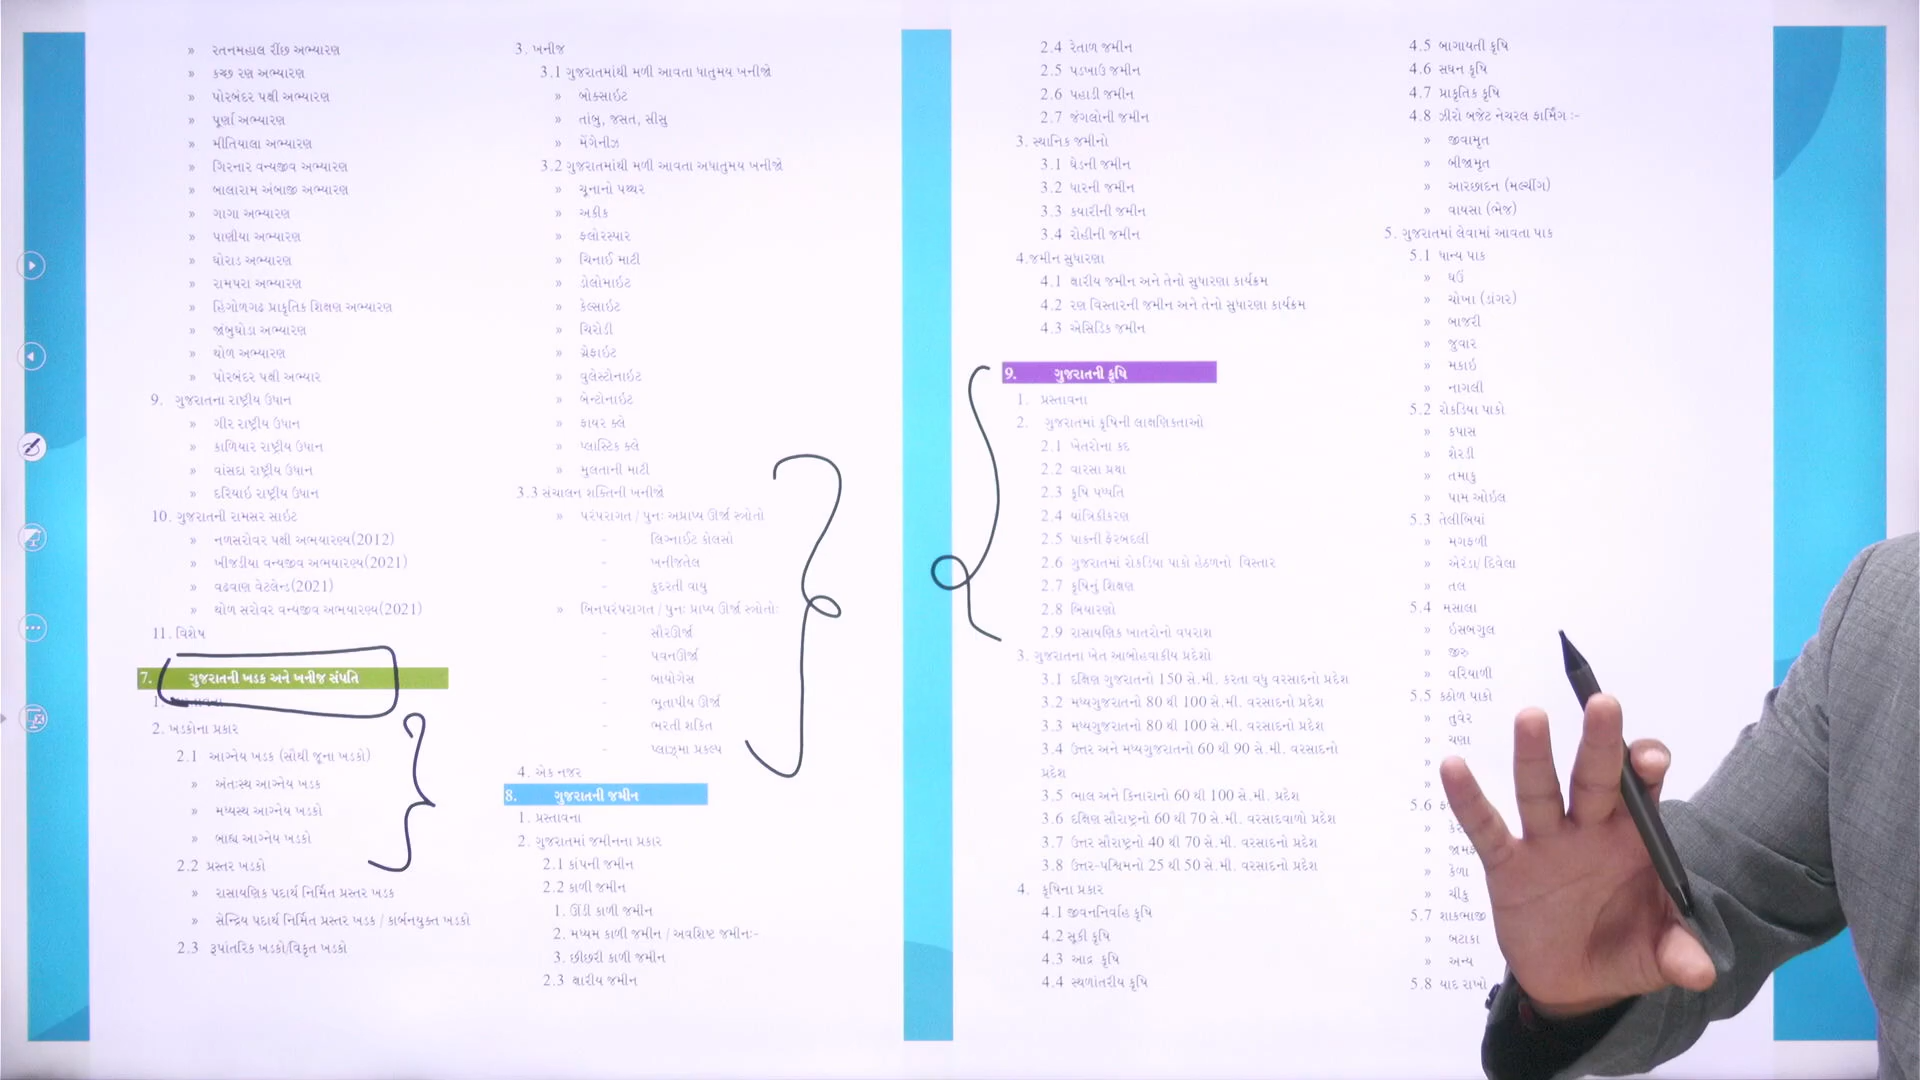 » રતનમહાલ રીંછ અભ્યારણ
» કચ્છ રણ અભ્યારણ
» પોરબંદર પક્ષી અભ્યારણ
» પૂર્ણા અભ્યારણ
» મીતિયાલા અભ્યારણ
» ગિરનાર વન્યજીવ અભ્યારણ
» બાલારામ અંબાજી અભ્યારણ
» ગાગા અભ્યારણ
» પાણીયા અભ્યારણ
» ઘોરાડ અભ્યારણ
» રામપરા અભ્યારણ
» હિંગોળગઢ પ્રાકૃતિક શિક્ષણ અભ્યારણ
» જાંબુઘોડા અભ્યારણ
» થોળ અભ્યારણ
» પોરબંદર પક્ષી અભ્યાર
9. ગુજરાતના રાષ્ટ્રીય ઉધાન
» ગીર રાષ્ટ્રીય ઉધાન
» કાળિયાર રાષ્ટ્રીય ઉધાન
» વાંસદા રાષ્ટ્રીય ઉધાન
» દરિયાઇ રાષ્ટ્રીય ઉધાન
10. ગુજરાતની રામસર સાઇટ
» નળસરોવર પક્ષી અભયારણ્ય(2012)
» ખીજડીયા વન્યજીવ અભયારણ્ય(2021)
» વઢવાણ વેટલેન્ડ(2021)
» થોળ સરોવર વન્યજીવ અભયારણ્ય(2021)
11. વિશેષ
7. ગુજરાતની ખડક અને ખનીજ સંપતિ
1.
2. ખડકોના પ્રકાર
2.1 આગ્નેય ખડક (સૌથી જૂના ખડકો)
» અંતઃસ્થ આગ્નેય ખડક
» મધ્યસ્થ આગ્નેય ખડકો
» બાહ્ય આગ્નેય ખડકો
2.2 પ્રસ્તર ખડકો
» રાસાયણિક પદાર્થ નિર્મિત પ્રસ્તર ખડક
» સેન્દ્રિય પદાર્થ નિર્મિત પ્રસ્તર ખડક / કાર્બનયુક્ત ખડકો
2.3 રૂપાંતરિક ખડકો/વિકૃત ખડકો
3. ખનીજ
3.1 ગુજરાતમાંથી મળી આવતા ધાતુમય ખનીજો
» બોક્સાઇટ
» તાંબુ, જસત, સીસુ
» મેંગેનીઝ
3.2 ગુજરાતમાંથી મળી આવતા અધાતુમય ખનીજો
» ચૂનાનો પથ્થર
» અકીક
» ફ્લોરસ્પાર
» ચિનાઈ માટી
» ડોલોમાઇટ
» કેલ્સાઇટ
» ચિરોડી
» ગ્રેફાઇટ
» વુલેસ્ટોનાઇટ
» બેન્ટોનાઇટ
» ફાયર ક્લે
» પ્લાસ્ટિક ક્લે
» મુલતાની માટી
3.3 સંચાલન શક્તિની ખનીજો
» પરંપરાગત / પુનઃ અપ્રાપ્ય ઊર્જા સ્ત્રોતો
- લિગ્નાઈટ કોલસો
- ખનીજતેલ
- કુદરતી વાયુ
» બિનપરંપરાગત / પુનઃ પ્રાપ્ય ઊર્જા સ્ત્રોતોઃ
- સૌરઊર્જા
- પવનઊર્જા
- બાયોગેસ
- ભૂતાપીય ઊર્જા
- ભરતી શકિત
- પ્લાઝ્મા પ્રકલ્પ
4. એક નજર
8. ગુજરાતની જમીન
1. પ્રસ્તાવના
2. ગુજરાતમાં જમીનના પ્રકાર
2.1 કાંપની જમીન
2.2 કાળી જમીન
1. ઊંડી કાળી જમીન
2. મધ્યમ કાળી જમીન / અવશિષ્ટ જમીનઃ-
3. છીછરી કાળી જમીન
2.3 ક્ષારીય જમીન
2.4 રેતાળ જમીન
2.5 પડખાઉ જમીન
2.6 પહાડી જમીન
2.7 જંગલોની જમીન
3. સ્થાનિક જમીનો
3.1 ઘેડની જમીન
3.2 ધારની જમીન
3.3 ક્યારીની જમીન
3.4 રોહીની જમીન
4.જમીન સુધારણા
4.1 ક્ષારીય જમીન અને તેનો સુધારણા કાર્યક્રમ
4.2 રણ વિસ્તારની જમીન અને તેનો સુધારણા કાર્યક્રમ
4.3 એસિડિક જમીન
9. ગુજરાતની કૃષિ
1. પ્રસ્તાવના
2. ગુજરાતમાં કૃષિની લાક્ષણિકતાઓ
2.1 ખેતરોના કદ
2.2 વારસા પ્રથા
2.3 કૃષિ પધ્ધતિ
2.4 યાંત્રિકીકરણ
2.5 પાકની ફેરબદલી
2.6 ગુજરાતમાં રોકડિયા પાકો હેઠળનો વિસ્તાર
2.7 કૃષિનું શિક્ષણ
2.8 બિયારણો
2.9 રાસાયણિક ખાતરોનો વપરાશ
3. ગુજરાતના ખેત આબોહવાકીય પ્રદેશો
3.1 દક્ષિણ ગુજરાતનો 150 સે.મી. કરતા વધુ વરસાદનો પ્રદેશ
3.2 મધ્યગુજરાતનો 80 થી 100 સે.મી. વરસાદનો પ્રદેશ
3.3 મધ્યગુજરાતનો 80 થી 100 સે.મી. વરસાદનો પ્રદેશ
3.4 ઉત્તર અને મધ્યગુજરાતનો 60 થી 90 સે.મી. વરસાદનો
પ્રદેશ
3.5 ભાલ અને કિનારાનો 60 થી 100 સે.મી. પ્રદેશ
3.6 દક્ષિણ સૌરાષ્ટ્રનો 60 થી 70 સે.મી. વરસાદવાળો પ્રદેશ
3.7 ઉત્તર સૌરાષ્ટ્રનો 40 થી 70 સે.મી. વરસાદનો પ્રદેશ
3.8 ઉત્તર-પશ્ચિમનો 25 થી 50 સે.મી. વરસાદનો પ્રદેશ
4. કૃષિના પ્રકાર
4.1 જીવનનિર્વાહ કૃષિ
4.2 સૂકી કૃષિ
4.3 આદ્ર કૃષિ
4.4 સ્થળાંતરીય કૃષિ
4.5 બાગાયતી કૃષિ
4.6 સઘન કૃષિ
4.7 પ્રાકૃતિક કૃષિ
4.8 ઝીરો બજેટ નેચરલ ફાર્મિંગ :-
» જીવામૃત
» બીજામૃત
» આરછાદન (મલ્ચીંગ)
» વાયસા (ભેજ)
5. ગુજરાતમાં લેવામાં આવતા પાક
5.1 ધાન્ય પાક
» ઘઉં
» ચોખા (ડાંગર)
» બાજરી
» જુવાર
» મકાઇ
» નાગલી
5.2 રોકડિયા પાકો
» કપાસ
» શેરડી
» તમાકુ
» પામ ઓઇલ
5.3 તેલીબિયાં
» મગફળી
» એરંડા/ દિવેલા
» તલ
5.4 મસાલા
» ઇસબગુલ
» જીરુ
» વરિયાળી
5.5 કઠોળ પાકો
» તુવેર
» ચણા
»
»
5.6
»
»
» કેળા
» ચીકુ
5.7 શાકભાજી
» બટાકા
» અન્ય
5.8 યાદ રાખો